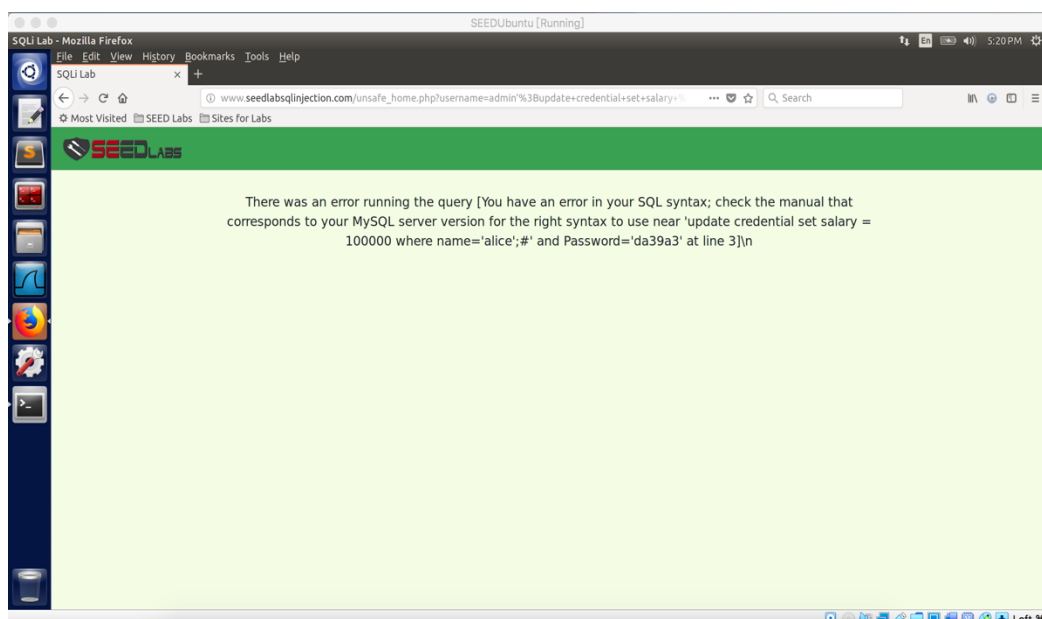 SEEDUbuntu [Running]
SQLi Lab - Mozilla Firefox
En
5:20 PM
File Edit View History Bookmarks Tools Help
SQLi Lab × +
www.seedlabsqlinjection.com/unsafe_home.php?username=admin'%3Bupdate+credential+set+salary+%
Search
Most Visited SEED Labs Sites for Labs
SEEDLABS
There was an error running the query [You have an error in your SQL syntax; check the manual that
corresponds to your MySQL server version for the right syntax to use near 'update credential set salary =
100000 where name='alice';#' and Password='da39a3' at line 3]\n
Left ⌘